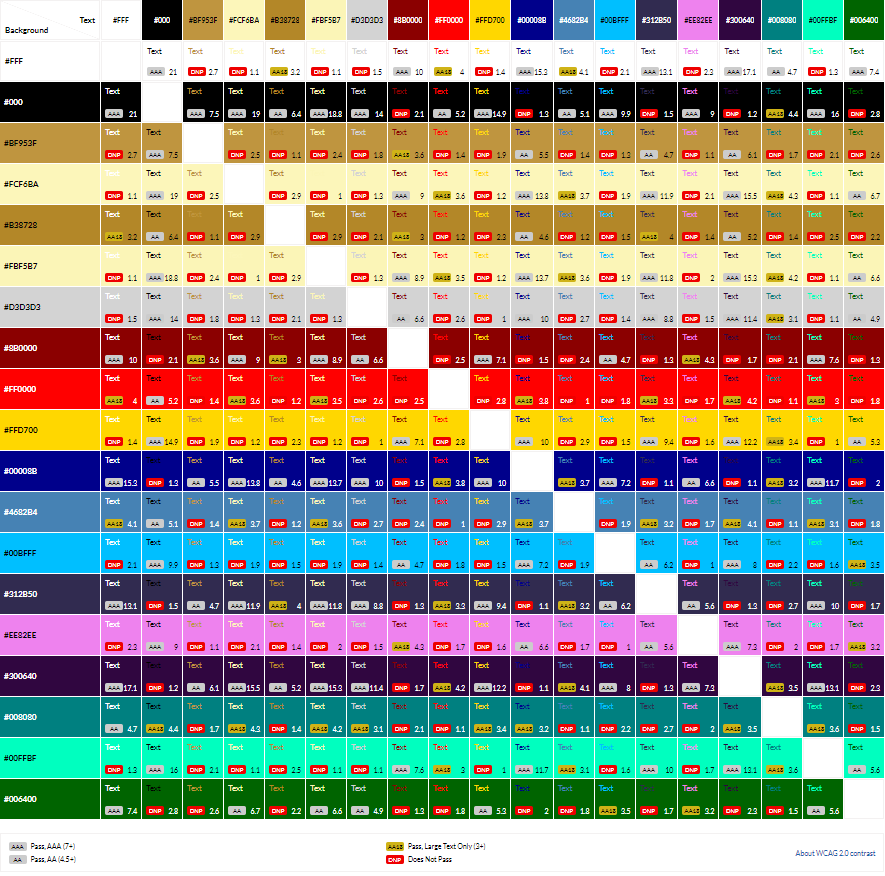 Text #FFF #000 #BF953F #FCF6BA #B38728 #FBF5B7 #D3D3D3 #8B0000 #FF0000 #FFD700 #00008B #4682B4 #00BFFF #312B50 #EE82EE #300640 #008080 #00FFBF #006400
Background
Text Text Text Text Text Text Text Text Text Text Text Text Text Text Text Text Text Text
#FFF
AAA 21 DNP 2.7 DNP 1.1 AA18 3.2 DNP 1.1 DNP 1.5 AAA 10 AA18 4 DNP 1.4 AAA 15.3 AA18 4.1 DNP 2.1 AAA 13.1 DNP 2.3 AAA 17.1 AA 4.7 DNP 1.3 AAA 7.4
Text Text Text Text Text Text Text Text Text Text Text Text Text Text Text Text Text Text
#000
AAA 21 AAA 7.5 AAA 19 AA 6.4 AAA 18.8 AAA 14 DNP 2.1 AA 5.2 AAA 14.9 DNP 1.3 AA 5.1 AAA 9.9 DNP 1.5 AAA 9 DNP 1.2 AA18 4.4 AAA 16 DNP 2.8
Text Text Text Text Text Text Text Text Text Text Text Text Text Text Text Text Text Text
#BF953F
DNP 2.7 AAA 7.5 DNP 2.5 DNP 1.1 DNP 2.4 DNP 1.8 AA18 3.6 DNP 1.4 DNP 1.9 AA 5.5 DNP 1.4 DNP 1.3 AA 4.7 DNP 1.1 AA 6.1 DNP 1.7 DNP 2.1 DNP 2.6
Text Text Text Text Text Text Text Text Text Text Text Text Text Text Text Text Text Text
#FCF6BA
DNP 1.1 AAA 19 DNP 2.5 DNP 2.9 DNP 1 DNP 1.3 AAA 9 AA18 3.6 DNP 1.2 AAA 13.8 AA18 3.7 DNP 1.9 AAA 11.9 DNP 2.1 AAA 15.5 AA18 4.3 DNP 1.1 AA 6.7
Text Text Text Text Text Text Text Text Text Text Text Text Text Text Text Text Text Text
#B38728
AA18 3.2 AA 6.4 DNP 1.1 DNP 2.9 DNP 2.9 DNP 2.1 AA18 3 DNP 1.2 DNP 2.3 AA 4.6 DNP 1.2 DNP 1.5 AA18 4 DNP 1.4 AA 5.2 DNP 1.4 DNP 2.5 DNP 2.2
Text Text Text Text Text Text Text Text Text Text Text Text Text Text Text Text Text Text
#FBF5B7
DNP 1.1 AAA 18.8 DNP 2.4 DNP 1 DNP 2.9 DNP 1.3 AAA 8.9 AA18 3.5 DNP 1.2 AAA 13.7 AA18 3.6 DNP 1.9 AAA 11.8 DNP 2 AAA 15.3 AA18 4.2 DNP 1.1 AA 6.6
Text Text Text Text Text Text Text Text Text Text Text Text Text Text Text Text Text Text
#D3D3D3
DNP 1.5 AAA 14 DNP 1.8 DNP 1.3 DNP 2.1 DNP 1.3 AA 6.6 DNP 2.6 DNP 1 AAA 10 DNP 2.7 DNP 1.4 AAA 8.8 DNP 1.5 AAA 11.4 AA18 3.1 DNP 1.1 AA 4.9
Text Text Text Text Text Text Text Text Text Text Text Text Text Text Text Text Text Text
#8B0000
AAA 10 DNP 2.1 AA18 3.6 AAA 9 AA18 3 AAA 8.9 AA 6.6 DNP 2.5 AAA 7.1 DNP 1.5 DNP 2.4 AA 4.7 DNP 1.3 AA18 4.3 DNP 1.7 DNP 2.1 AAA 7.6 DNP 1.3
Text Text Text Text Text Text Text Text Text Text Text Text Text Text Text Text Text Text
#FF0000
AA18 4 AA 5.2 DNP 1.4 AA18 3.6 DNP 1.2 AA18 3.5 DNP 2.6 DNP 2.5 DNP 2.8 AA18 3.8 DNP 1 DNP 1.8 AA18 3.3 DNP 1.7 AA18 4.2 DNP 1.1 AA18 3 DNP 1.8
Text Text Text Text Text Text Text Text Text Text Text Text Text Text Text Text Text Text
#FFD700
DNP 1.4 AAA 14.9 DNP 1.9 DNP 1.2 DNP 2.3 DNP 1.2 DNP 1 AAA 7.1 DNP 2.8 AAA 10 DNP 2.9 DNP 1.5 AAA 9.4 DNP 1.6 AAA 12.2 AA18 3.4 DNP 1 AA 5.3
Text Text Text Text Text Text Text Text Text Text Text Text Text Text Text Text Text Text
#00008B
AAA 15.3 DNP 1.3 AA 5.5 AAA 13.8 AA 4.6 AAA 13.7 AAA 10 DNP 1.5 AA18 3.8 AAA 10 AA18 3.7 AAA 7.2 DNP 1.1 AA 6.6 DNP 1.1 AA18 3.2 AAA 11.7 DNP 2
Text Text Text Text Text Text Text Text Text Text Text Text Text Text Text Text Text Text
#4682B4
AA18 4.1 AA 5.1 DNP 1.4 AA18 3.7 DNP 1.2 AA18 3.6 DNP 2.7 DNP 2.4 DNP 1 DNP 2.9 AA18 3.7 DNP 1.9 AA18 3.2 DNP 1.7 AA18 4.1 DNP 1.1 AA18 3.1 DNP 1.8
Text Text Text Text Text Text Text Text Text Text Text Text Text Text Text Text Text Text
#00BFFF
DNP 2.1 AAA 9.9 DNP 1.3 DNP 1.9 DNP 1.5 DNP 1.9 DNP 1.4 AA 4.7 DNP 1.8 DNP 1.5 AAA 7.2 DNP 1.9 AA 6.2 DNP 1 AAA 8 DNP 2.2 DNP 1.6 AA18 3.5
Text Text Text Text Text Text Text Text Text Text Text Text Text Text Text Text Text Text
#312B50
AAA 13.1 DNP 1.5 AA 4.7 AAA 11.9 AA18 4 AAA 11.8 AAA 8.8 DNP 1.3 AA18 3.3 AAA 9.4 DNP 1.1 AA18 3.2 AA 6.2 AA 5.6 DNP 1.3 DNP 2.7 AAA 10 DNP 1.7
Text Text Text Text Text Text Text Text Text Text Text Text Text Text Text Text Text Text
#EE82EE
DNP 2.3 AAA 9 DNP 1.1 DNP 2.1 DNP 1.4 DNP 2 DNP 1.5 AA18 4.3 DNP 1.7 DNP 1.6 AA 6.6 DNP 1.7 DNP 1 AA 5.6 AAA 7.3 DNP 2 DNP 1.7 AA18 3.2
Text Text Text Text Text Text Text Text Text Text Text Text Text Text Text Text Text Text
#300640
AAA 17.1 DNP 1.2 AA 6.1 AAA 15.5 AA 5.2 AAA 15.3 AAA 11.4 DNP 1.7 AA18 4.2 AAA 12.2 DNP 1.1 AA18 4.1 AAA 8 DNP 1.3 AAA 7.3 AA18 3.5 AAA 13.1 DNP 2.3
Text Text Text Text Text Text Text Text Text Text Text Text Text Text Text Text Text Text
#008080
AA 4.7 AA18 4.4 DNP 1.7 AA18 4.3 DNP 1.4 AA18 4.2 AA18 3.1 DNP 2.1 DNP 1.1 AA18 3.4 AA18 3.2 DNP 1.1 DNP 2.2 DNP 2.7 DNP 2 AA18 3.5 AA18 3.6 DNP 1.5
Text Text Text Text Text Text Text Text Text Text Text Text Text Text Text Text Text Text
#00FFBF
DNP 1.3 AAA 16 DNP 2.1 DNP 1.1 DNP 2.5 DNP 1.1 DNP 1.1 AAA 7.6 AA18 3 DNP 1 AAA 11.7 AA18 3.1 DNP 1.6 AAA 10 DNP 1.7 AAA 13.1 AA18 3.6 AA 5.6
Text Text Text Text Text Text Text Text Text Text Text Text Text Text Text Text Text Text
#006400
AAA 7.4 DNP 2.8 DNP 2.6 AA 6.7 DNP 2.2 AA 6.6 AA 4.9 DNP 1.3 DNP 1.8 AA 5.3 DNP 2 DNP 1.8 AA18 3.5 DNP 1.7 AA18 3.2 DNP 2.3 DNP 1.5 AA 5.6
AAA Pass, AAA (7+) AA18 Pass, Large Text Only (3+)
About WCAG 2.0 contrast
AA Pass, AA (4.5+) DNP Does Not Pass